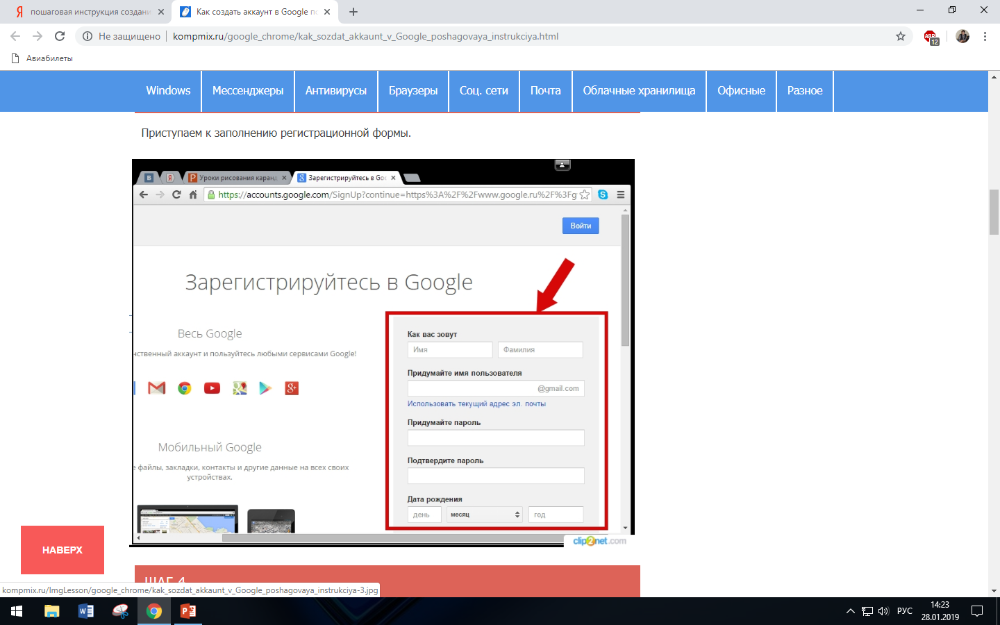 пошаговая инструкция создани
Как создать аккаунт в Google по
Не защищено
kompmix.ru/google_chrome/kak_sozdat_akkaunt_v_Google_poshagovaya_instrukciya.html
ABP
12
Авиабилеты
Windows
Мессенджеры
Антивирусы
Браузеры
Соц. сети
Почта
Облачные хранилища
Офисные
Разное
Приступаем к заполнению регистрационной формы.
Уроки рисования каранд
Зарегистрируйтесь в Goo
https://accounts.google.com/SignUp?continue=https%3A%2F%2Fwww.google.ru%2F%3Fg
Войти
Зарегистрируйтесь в Google
Весь Google
нственный аккаунт и пользуйтесь любыми сервисами Google!
Мобильный Google
е файлы, закладки, контакты и другие данные на всех своих
устройствах.
Как вас зовут
Имя
Фамилия
Придумайте имя пользователя
@gmail.com
Использовать текущий адрес эл. почты
Придумайте пароль
Подтвердите пароль
Дата рождения
день
месяц
год
clip2net.com
НАВЕРХ
ШАГ 4
kompmix.ru/ImgLesson/google_chrome/kak_sozdat_akkaunt_v_Google_poshagovaya_instrukciya-3.jpg
РУС
14:23
28.01.2019